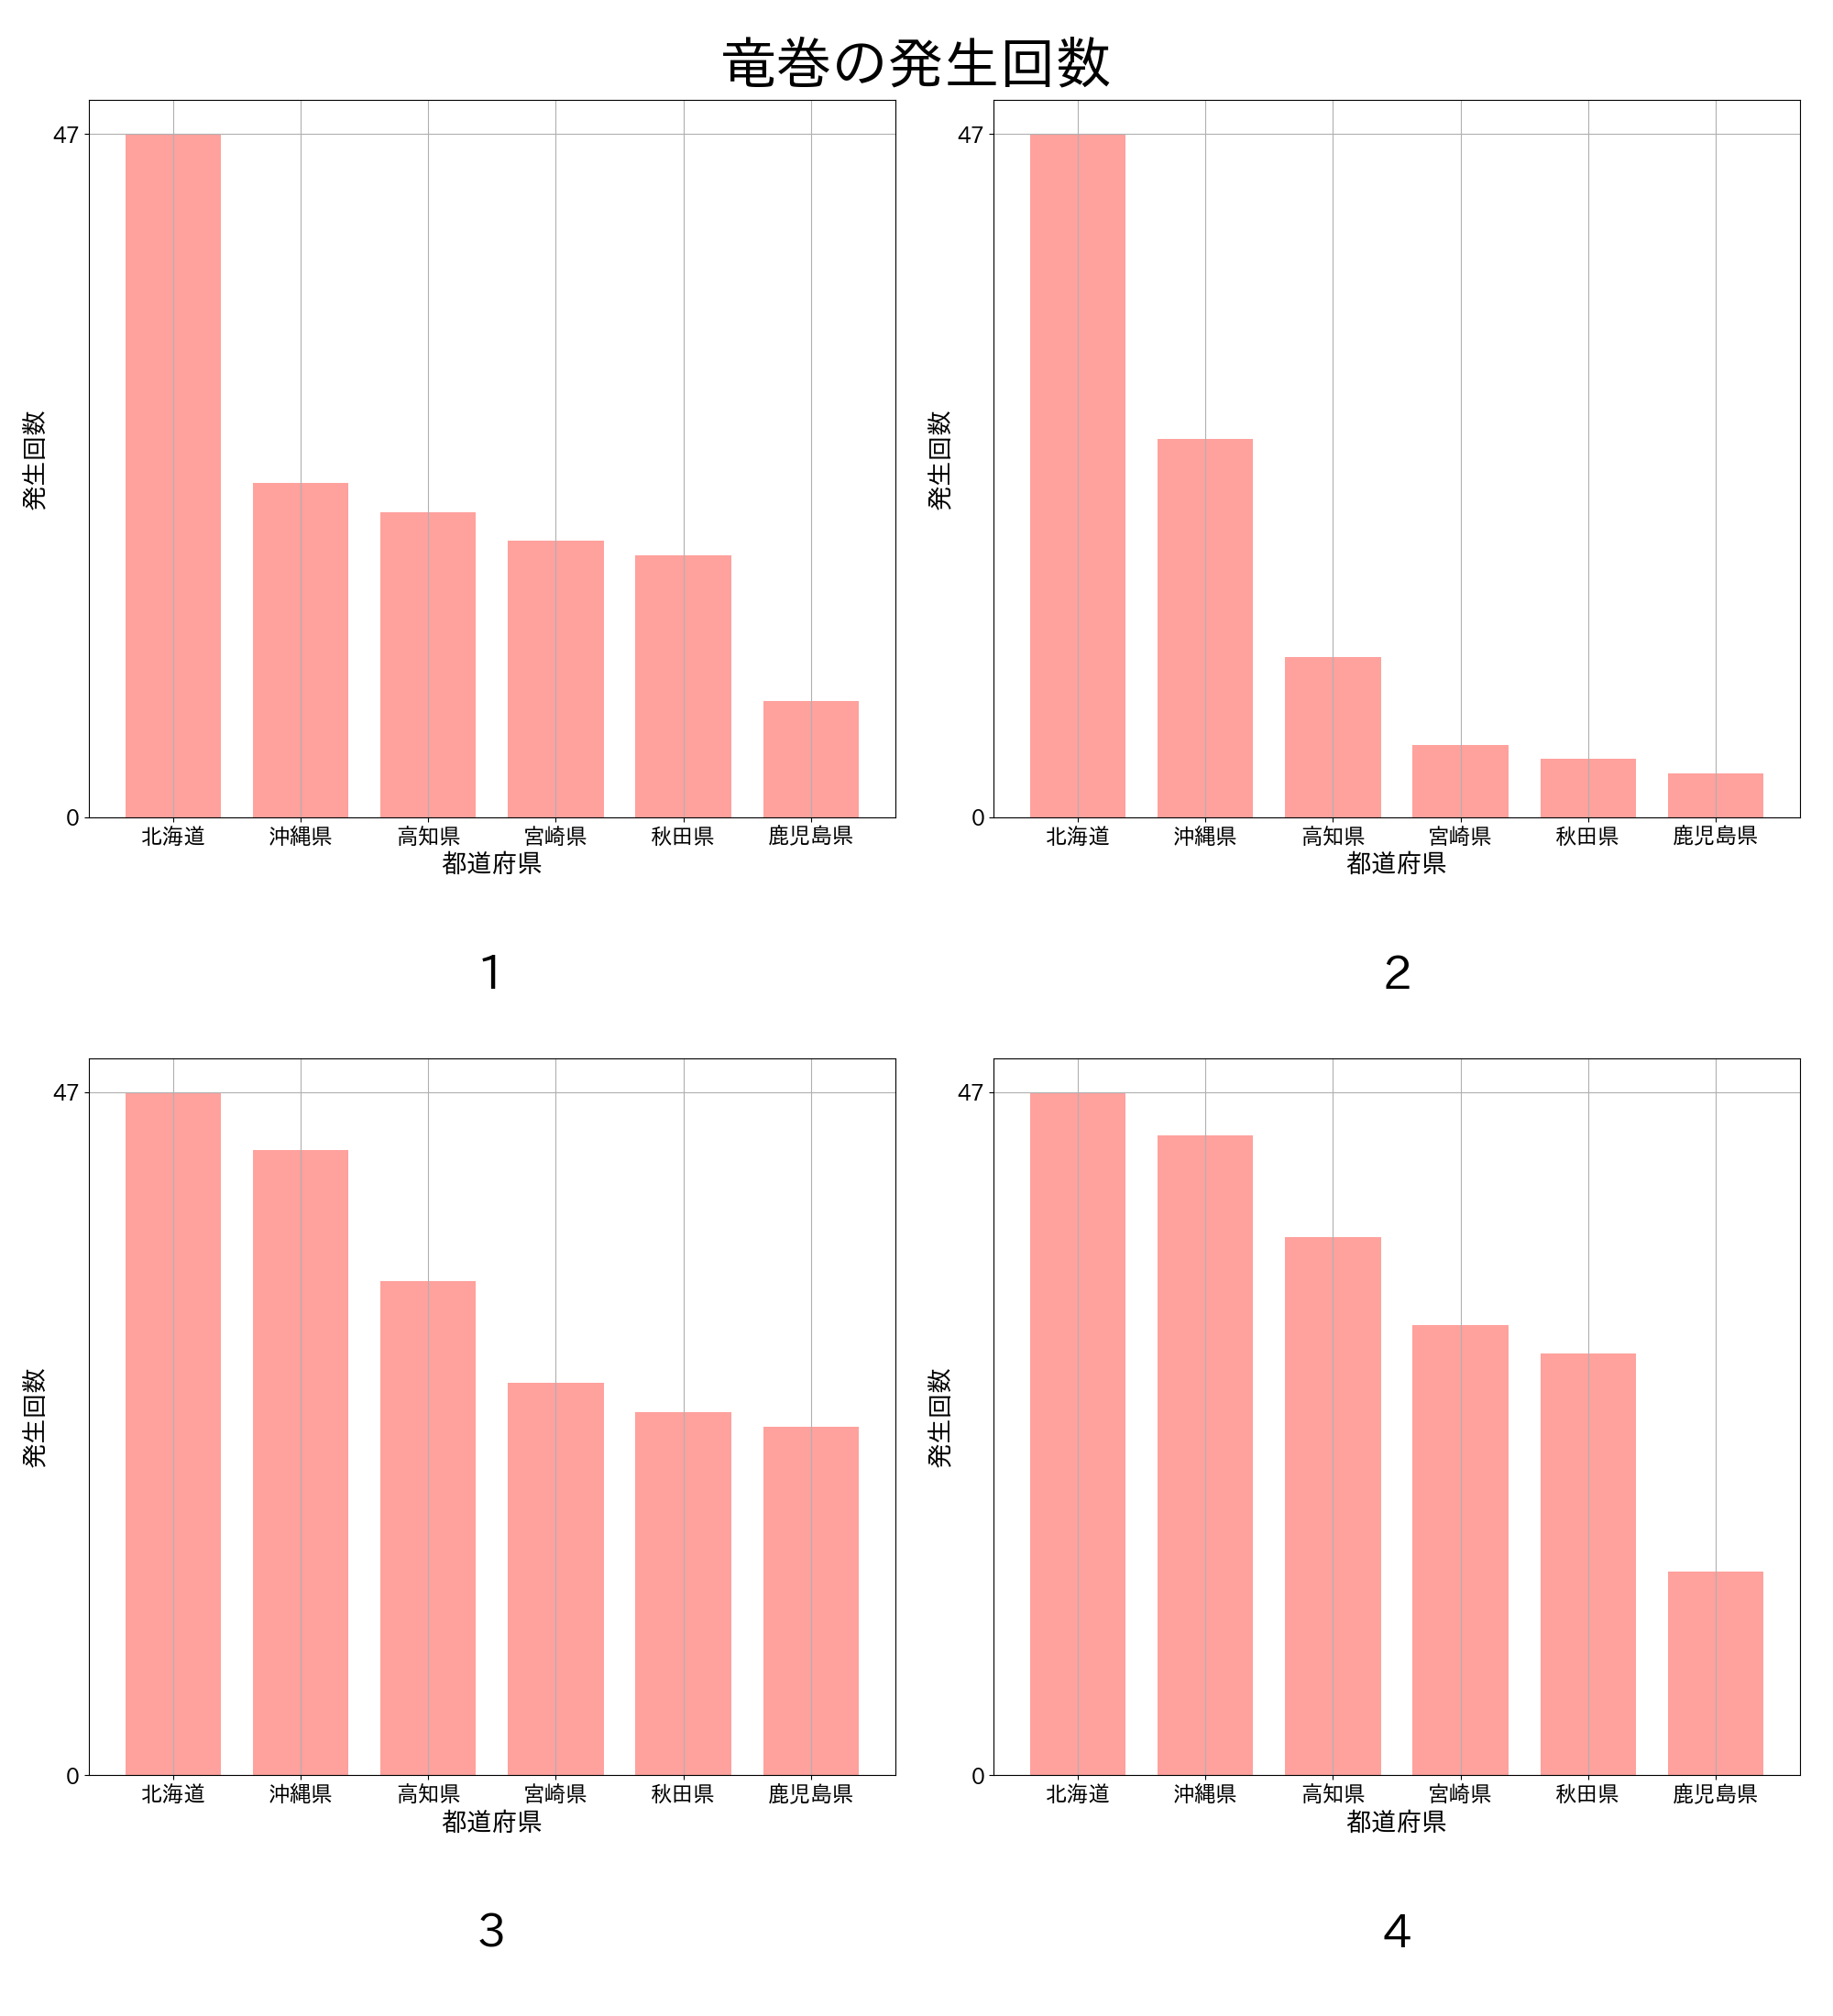 竜巻の発生回数
47
0
発生回数
北海道 沖縄県 高知県 宮崎県 秋田県 鹿児島県
都道府県
1
47
0
発生回数
北海道 沖縄県 高知県 宮崎県 秋田県 鹿児島県
都道府県
2
47
0
発生回数
北海道 沖縄県 高知県 宮崎県 秋田県 鹿児島県
都道府県
3
47
0
発生回数
北海道 沖縄県 高知県 宮崎県 秋田県 鹿児島県
都道府県
4